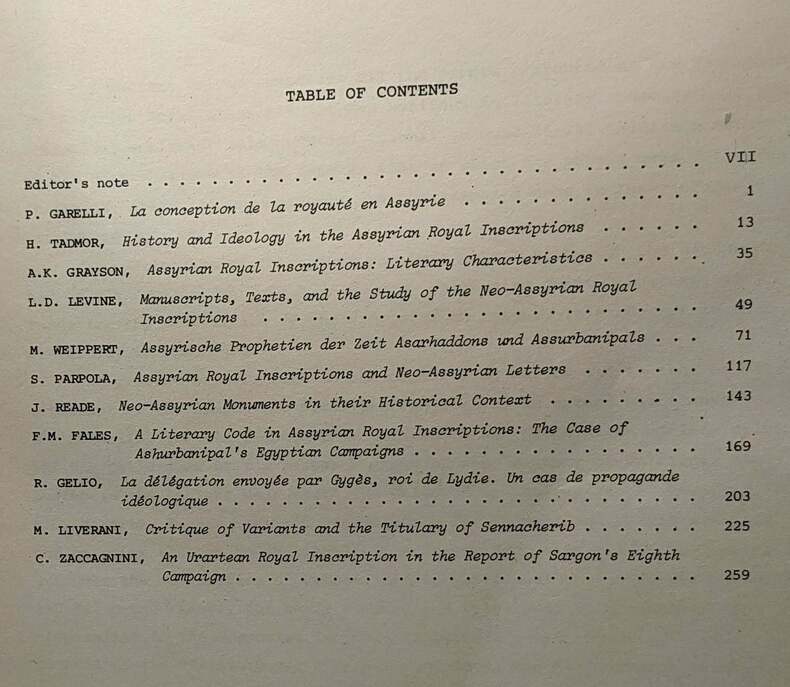 TABLE OF CONTENTS
Editor's note . . . . . . . . . . . . . . . . . . . . . . . . . . . . . . . . . . VII
P. GARELLI, La conception de la royauté en Assyrie . . . . . . . . . . . . . . 1
H. TADMOR, History and Ideology in the Assyrian Royal Inscriptions . . . . . . 13
A.K. GRAYSON, Assyrian Royal Inscriptions: Literary Characteristics . . . . . . 35
L.D. LEVINE, Manuscripts, Texts, and the Study of the Neo-Assyrian Royal
Inscriptions . . . . . . . . . . . . . . . . . . . . . . . . . . 49
M. WEIPPERT, Assyrische Prophetien der Zeit Asarhaddons und Assurbanipals . . . 71
S. PARPOLA, Assyrian Royal Inscriptions and Neo-Assyrian Letters . . . . . . . 117
J. READE, Neo-Assyrian Monuments in their Historical Context . . . . . . . . . 143
F.M. FALES, A Literary Code in Assyrian Royal Inscriptions: The Case of
Ashurbanipal's Egyptian Campaigns . . . . . . . . . . . . . . . . . 169
R. GELIO, La délégation envoyée par Gygès, roi de Lydie. Un cas de propagande
idéologique . . . . . . . . . . . . . . . . . . . . . . . . . . . . . 203
M. LIVERANI, Critique of Variants and the Titulary of Sennacherib . . . . . . . 225
C. ZACCAGNINI, An Urartean Royal Inscription in the Report of Sargon's Eighth
Campaign . . . . . . . . . . . . . . . . . . . . . . . . . . . . 259